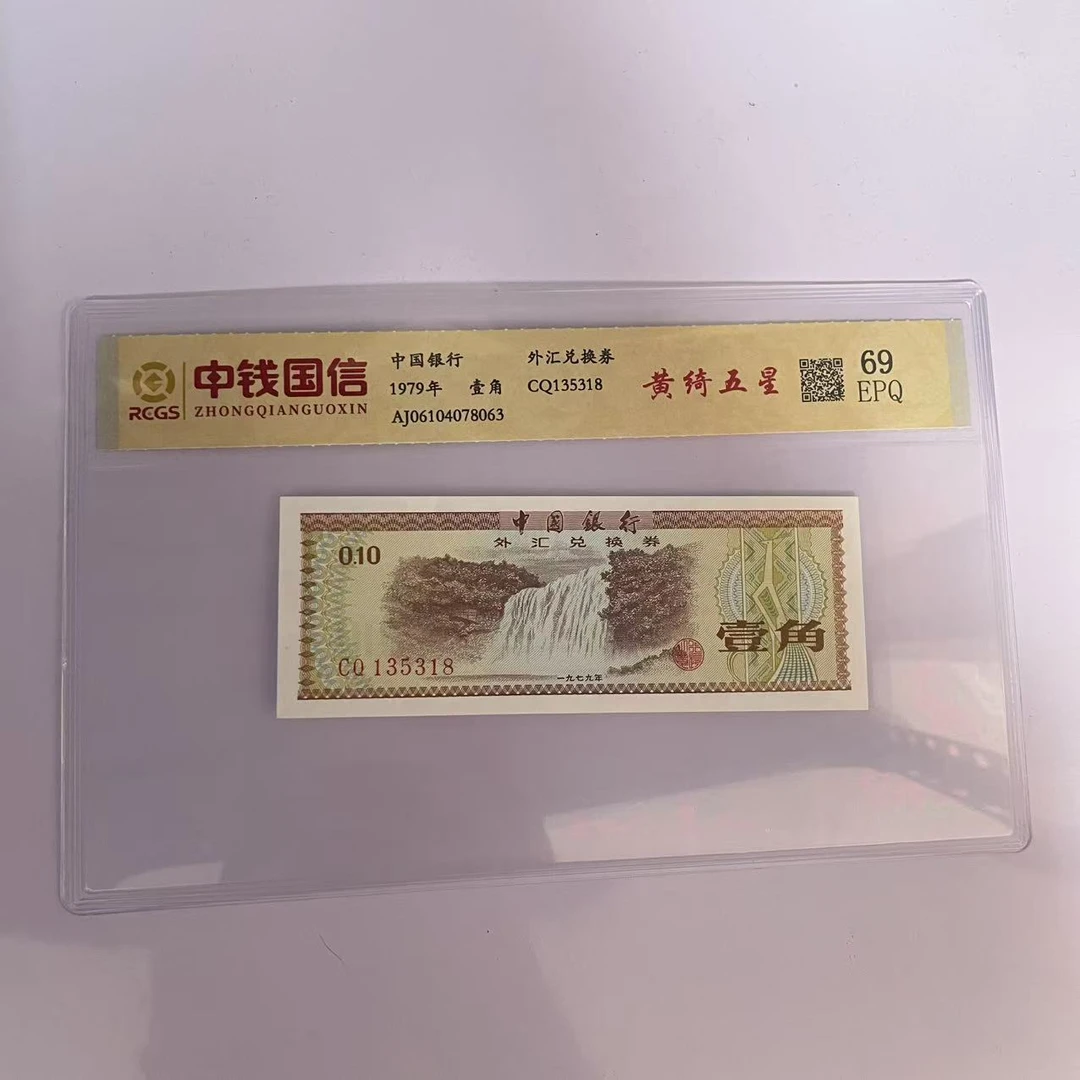 中钱国信
RCGS ZHONGQIANGUOXIN
中国银行 外汇兑换券
1979年 壹角 CQ135318
AJ06104078063
黄绮五星
69
EPQ
中國銀行
外汇兑换券
0.10
壹角
CQ 135318
一九七九年